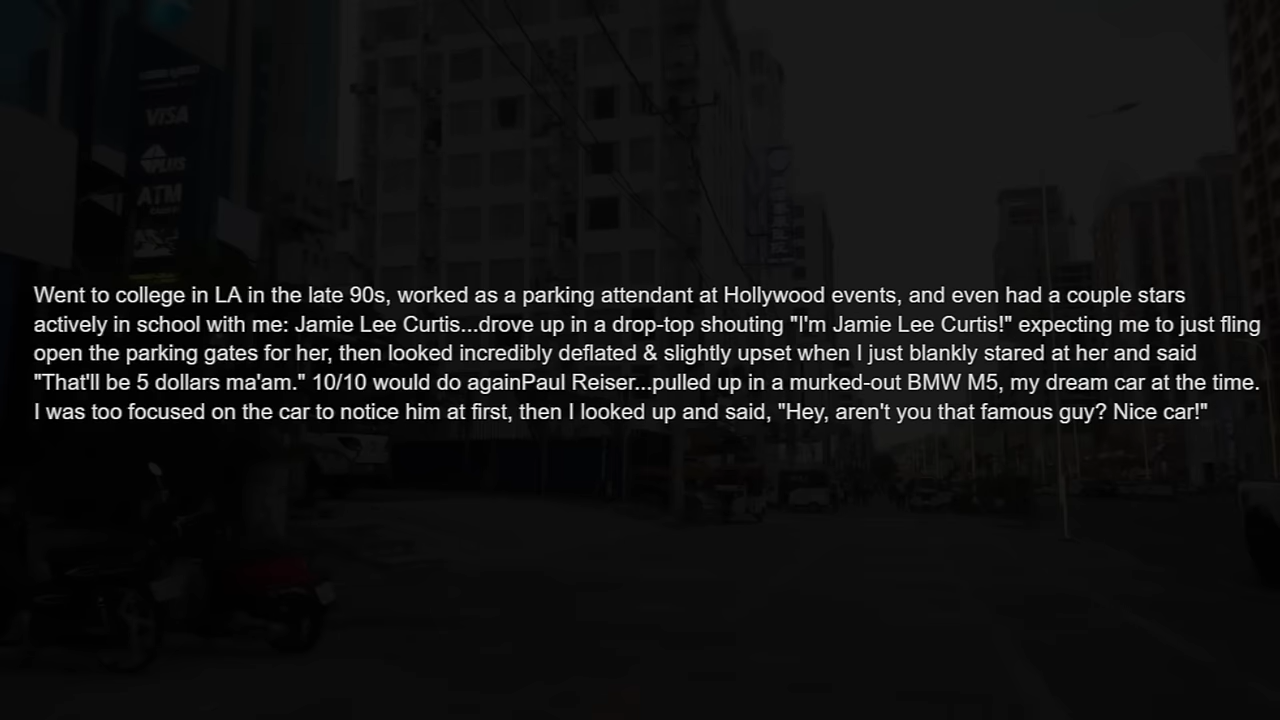 VISA
PLUS
ATM
Went to college in LA in the late 90s, worked as a parking attendant at Hollywood events, and even had a couple stars
actively in school with me: Jamie Lee Curtis...drove up in a drop-top shouting "I'm Jamie Lee Curtis!" expecting me to just fling
open the parking gates for her, then looked incredibly deflated & slightly upset when I just blankly stared at her and said
"That'll be 5 dollars ma'am." 10/10 would do againPaul Reiser...pulled up in a murked-out BMW M5, my dream car at the time.
I was too focused on the car to notice him at first, then I looked up and said, "Hey, aren't you that famous guy? Nice car!"